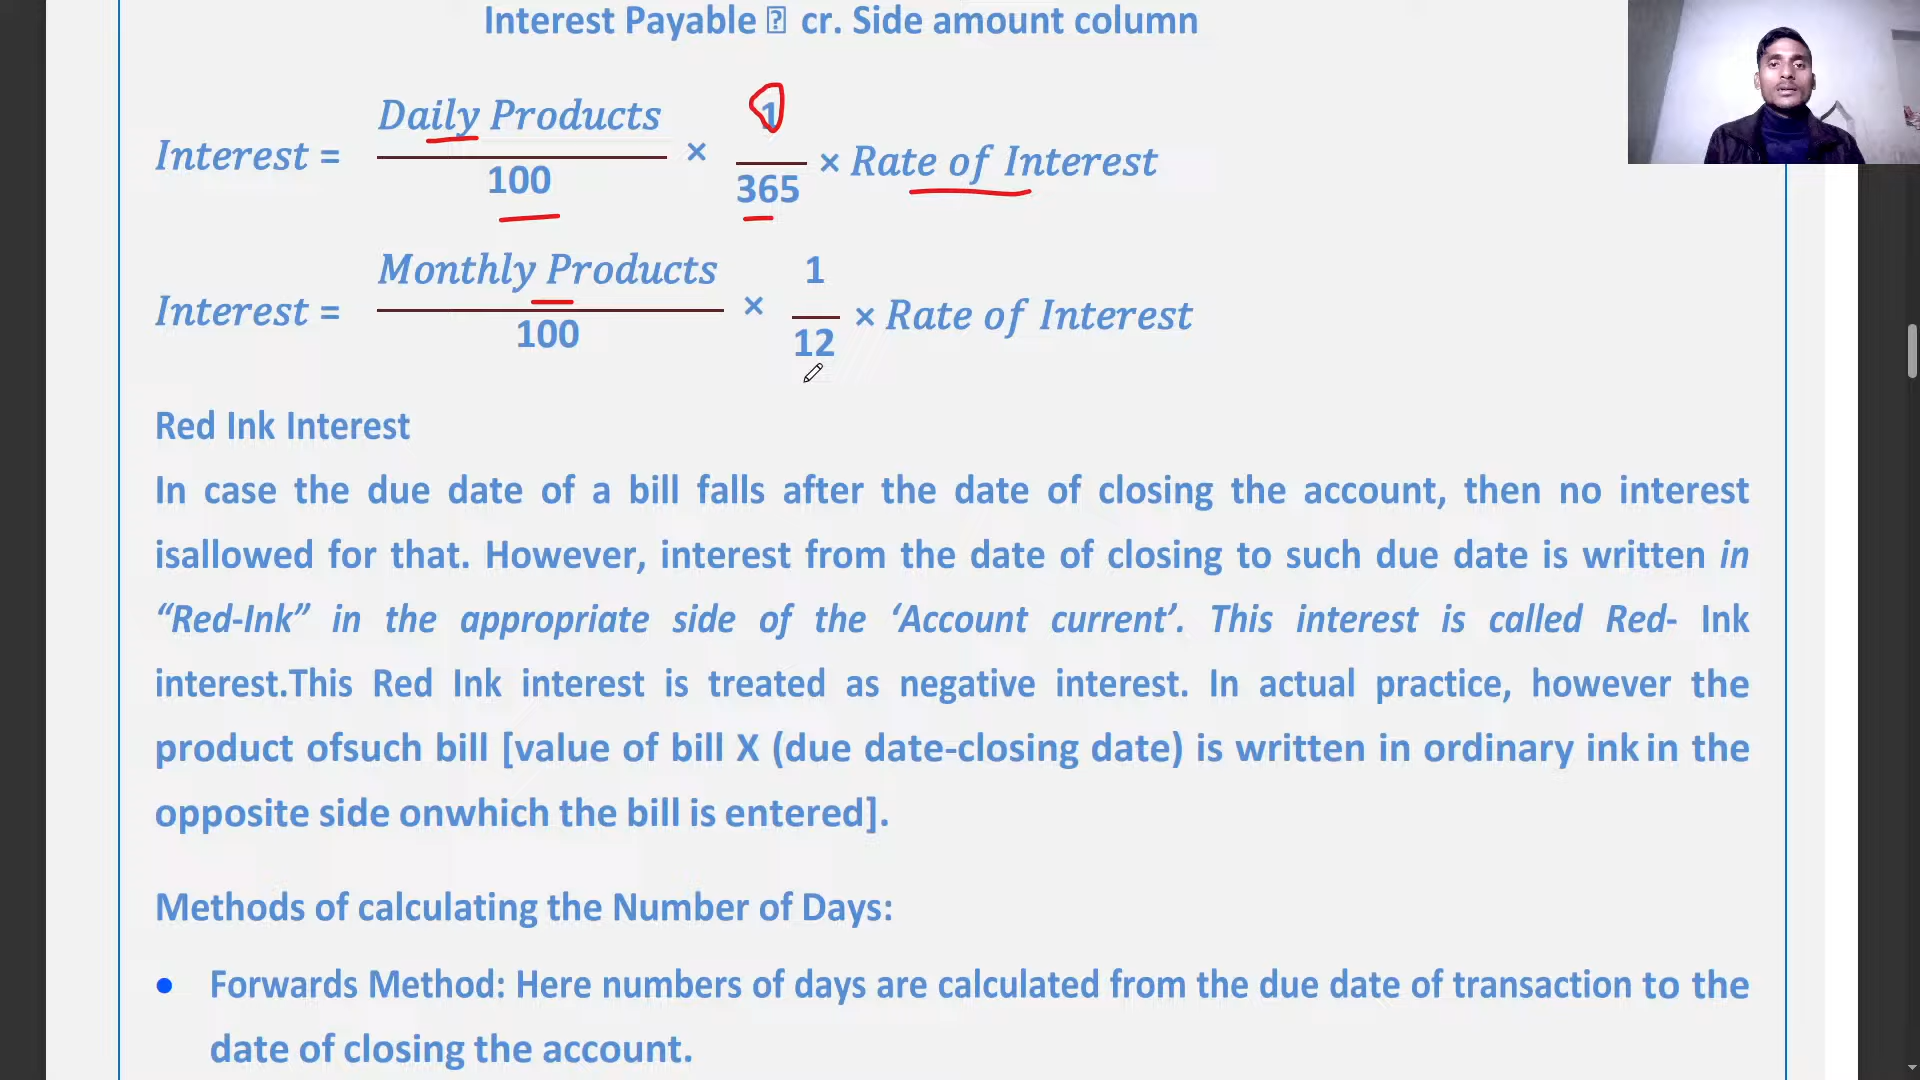 Interest Payable cr. Side amount column
Interest = Daily Products / 100 × 1 / 365 × Rate of Interest
Interest = Monthly Products / 100 × 1 / 12 × Rate of Interest
Red Ink Interest
In case the due date of a bill falls after the date of closing the account, then no interest
isallowed for that. However, interest from the date of closing to such due date is written in
“Red-Ink” in the appropriate side of the ‘Account current’. This interest is called Red- Ink
interest.This Red Ink interest is treated as negative interest. In actual practice, however the
product ofsuch bill [value of bill X (due date-closing date) is written in ordinary ink in the
opposite side onwhich the bill is entered].
Methods of calculating the Number of Days:
• Forwards Method: Here numbers of days are calculated from the due date of transaction to the
date of closing the account.